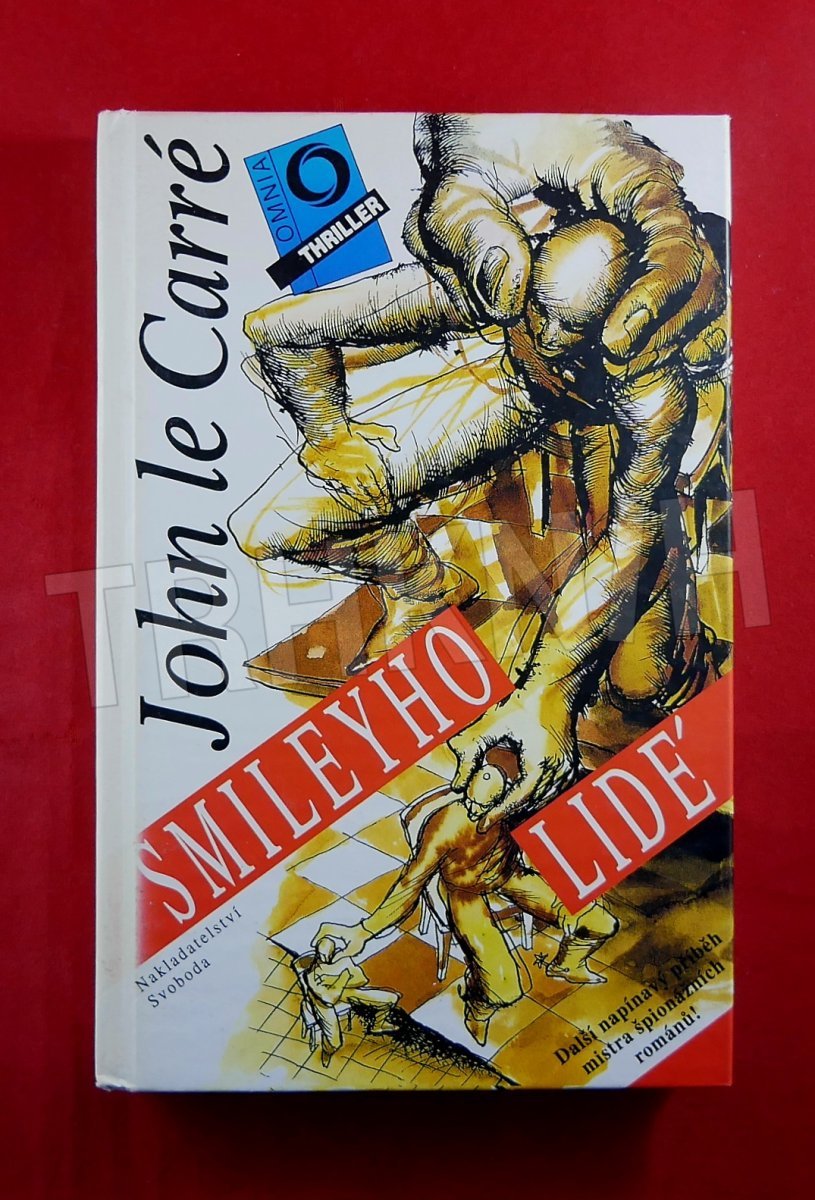 John le Carré
OMNIA
THRILLER
SMILEYHO
LIDÉ
Nakladatelství
Svoboda
Další napínavý příběh
mistra špionážních
románů!